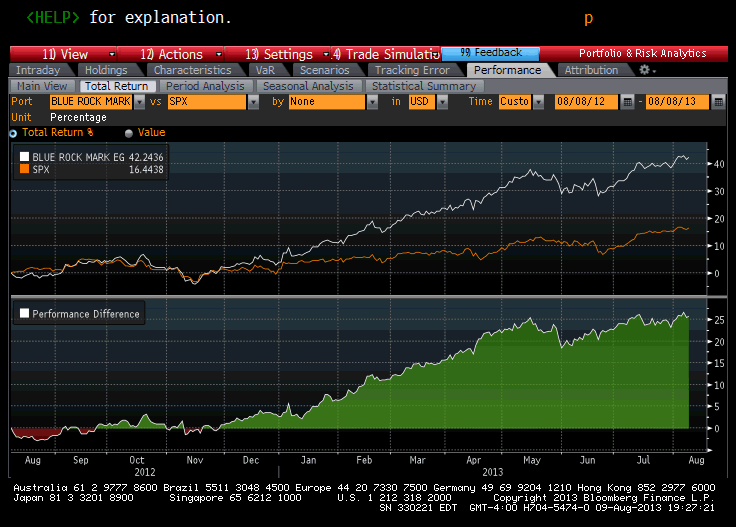 <HELP> for explanation. p
11) View 12) Actions 13) Settings 4) Trade Simulatio 99) Feedback Portfolio & Risk Analytics
Intraday Holdings Characteristics VaR Scenarios Tracking Error Performance Attribution
Main View Total Return Period Analysis Seasonal Analysis Statistical Summary
Port BLUE ROCK MARK vs SPX by None in USD Time Custo 08/08/12 - 08/08/13
Unit Percentage
Total Return % Value
BLUE ROCK MARK EG 42.2436
SPX 16.4438
40
30
20
10
0
Performance Difference
25
20
15
10
5
0
Aug Sep Oct Nov Dec Jan Feb Mar Apr May Jun Jul Aug
2012 2013
Australia 61 2 9777 8600 Brazil 5511 3048 4500 Europe 44 20 7330 7500 Germany 49 69 9204 1210 Hong Kong 852 2977 6000
Japan 81 3 3201 8900 Singapore 65 6212 1000 U.S. 1 212 318 2000 Copyright 2013 Bloomberg Finance L.P.
SN 330221 EDT GMT-4:00 H704-5474-0 09-Aug-2013 19:27:21